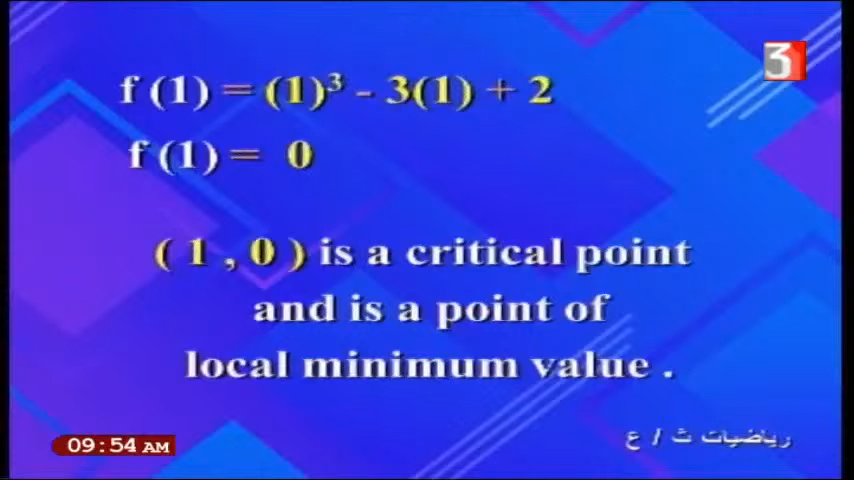 3
f (1) = (1)³ - 3(1) + 2
f (1) = 0
( 1 , 0 ) is a critical point
and is a point of
local minimum value .
09:54 AM
رياضيات ث / ع